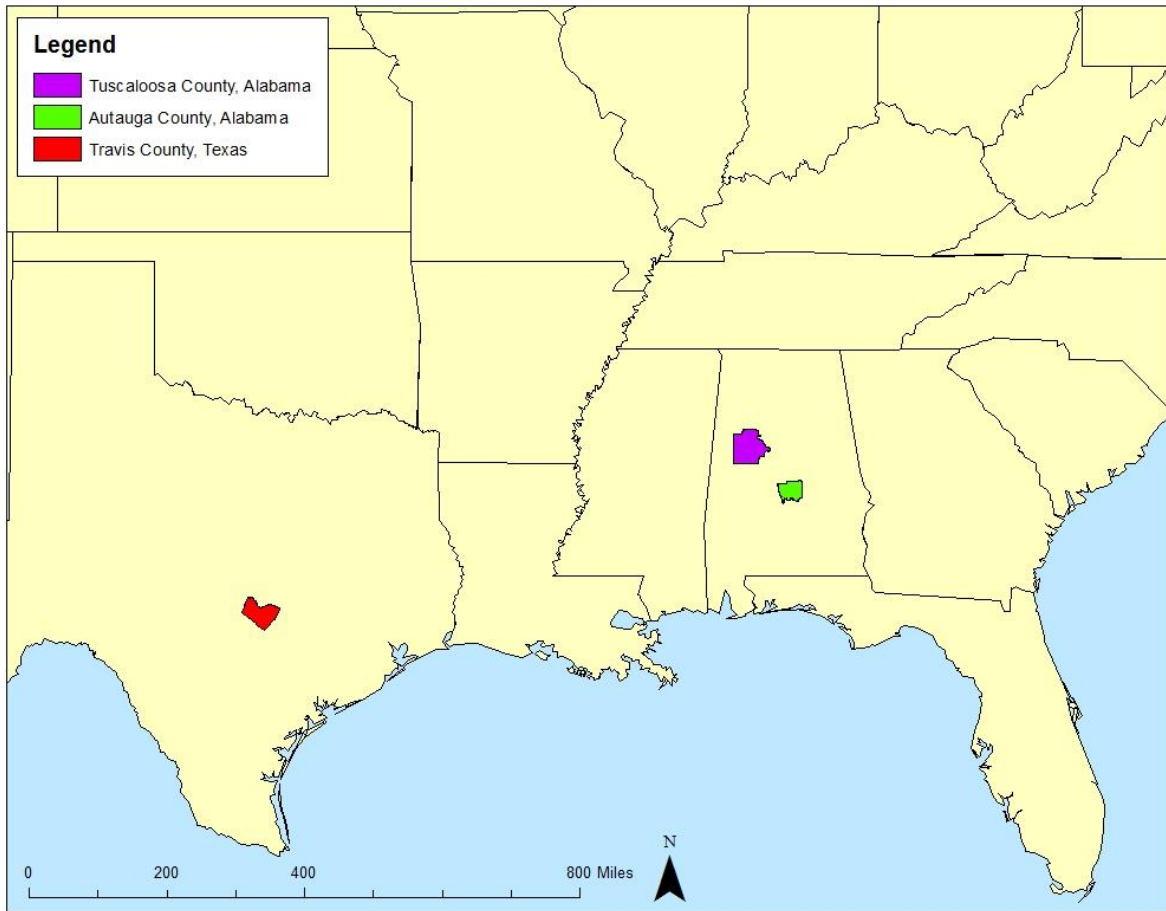 Legend
Tuscaloosa County, Alabama
Autauga County, Alabama
Travis County, Texas
N
0 200 400 800 Miles